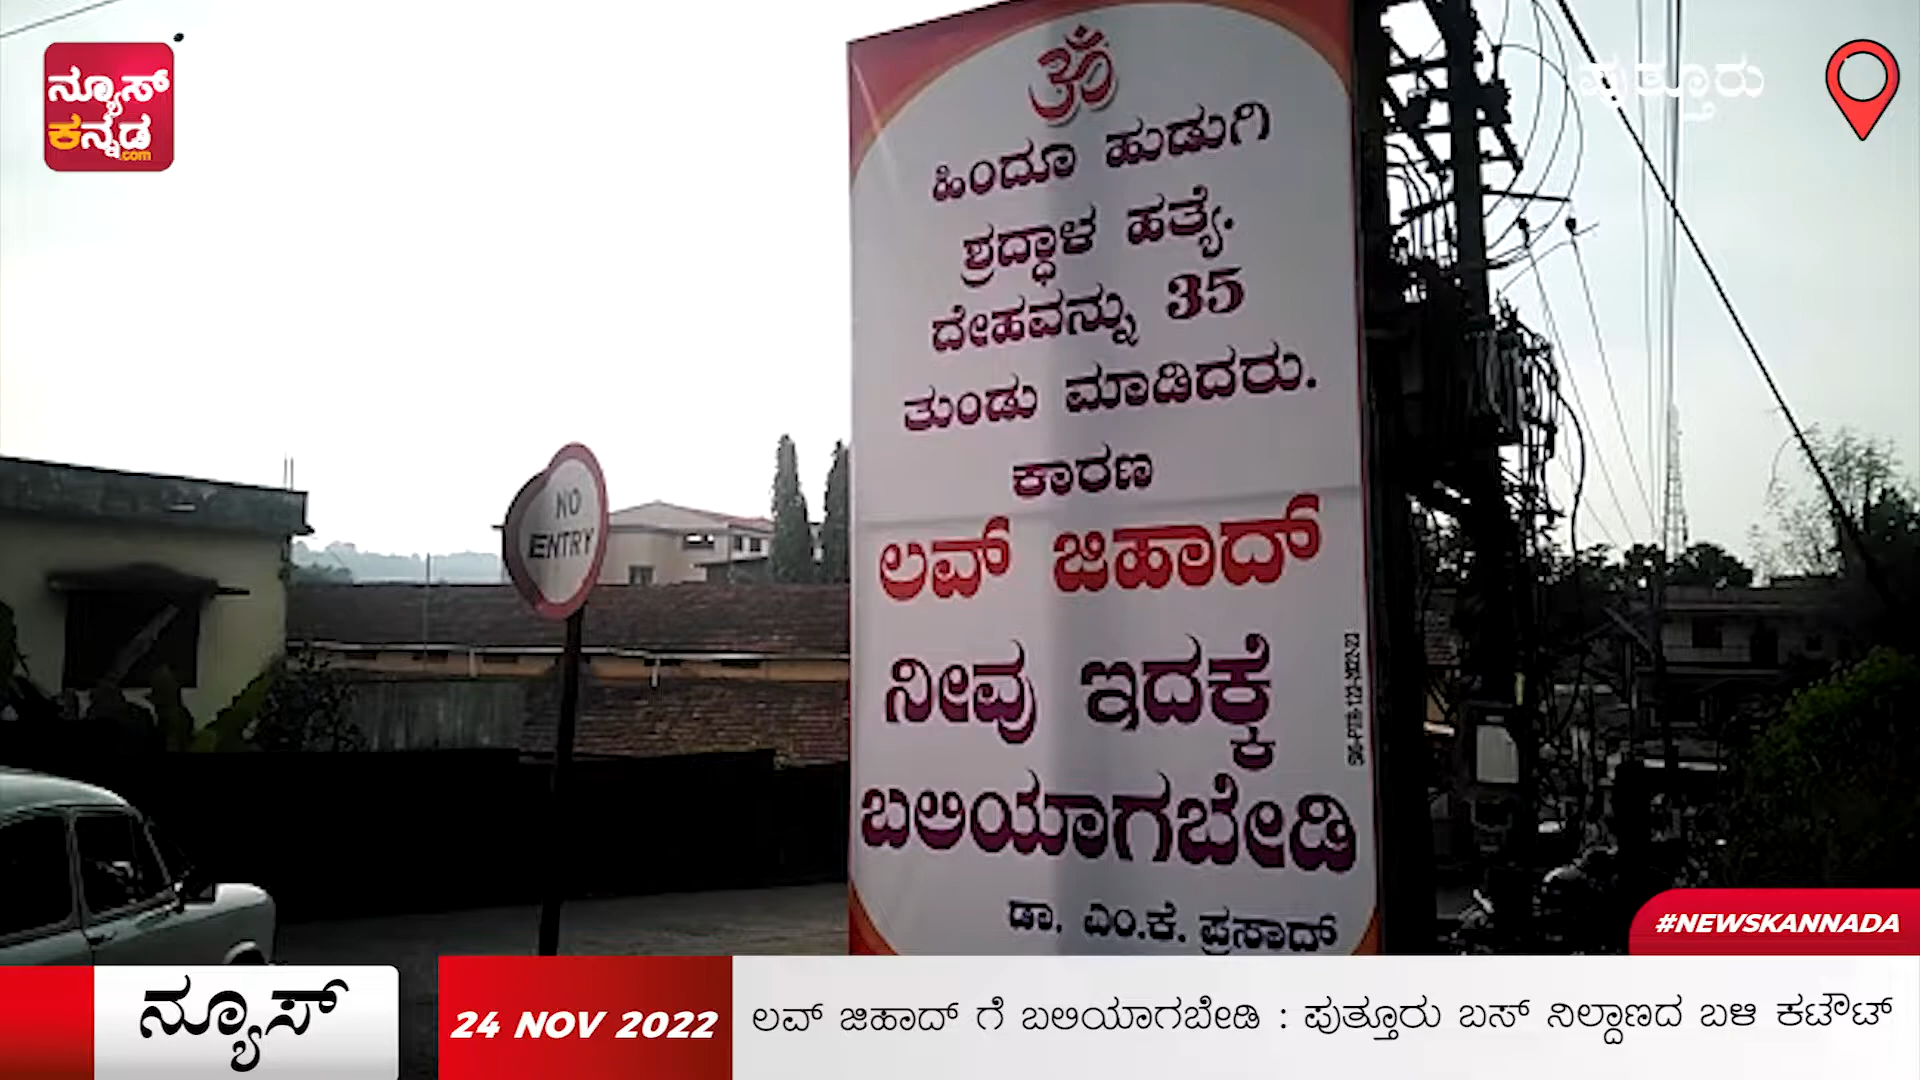 ನ್ಯೂಸ್
ಕನ್ನಡ
.com
ಪುತ್ತೂರು
ॐ
ಹಿಂದೂ ಹುಡುಗಿ
ಶ್ರದ್ಧಾಳ ಹತ್ಯೆ.
ದೇಹವನ್ನು 35
ತುಂಡು ಮಾಡಿದರು.
ಕಾರಣ
ಲವ್ ಜಿಹಾದ್
ನೀವು ಇದಕ್ಕೆ
ಬಲಿಯಾಗಬೇಡಿ
ಡಾ. ಎಂ.ಕೆ. ಪ್ರಸಾದ್
NO
ENTRY
#NEWSKANNADA
ನ್ಯೂಸ್
24 NOV 2022
ಲವ್ ಜಿಹಾದ್ ಗೆ ಬಲಿಯಾಗಬೇಡಿ : ಪುತ್ತೂರು ಬಸ್ ನಿಲ್ದಾಣದ ಬಳಿ ಕಟೌಟ್